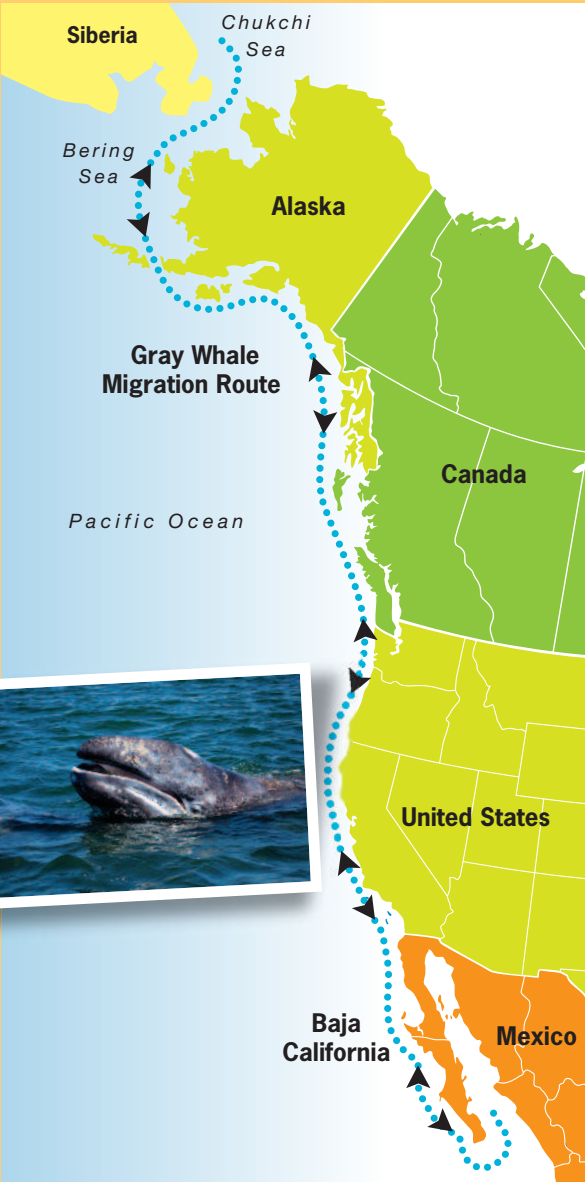 Siberia
Chukchi
Sea
Bering
Sea
Alaska
Gray Whale
Migration Route
Canada
Pacific Ocean
United States
Baja
California
Mexico